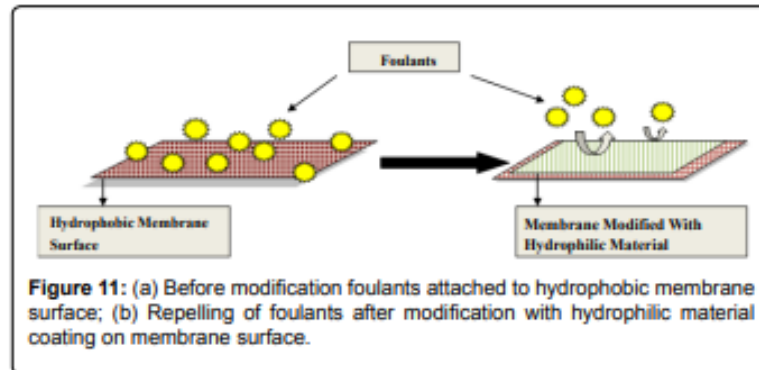 Foulants
Hydrophobic Membrane
Surface
Membrane Modified With
Hydrophilic Material
Figure 11: (a) Before modification foulants attached to hydrophobic membrane
surface; (b) Repelling of foulants after modification with hydrophilic material
coating on membrane surface.